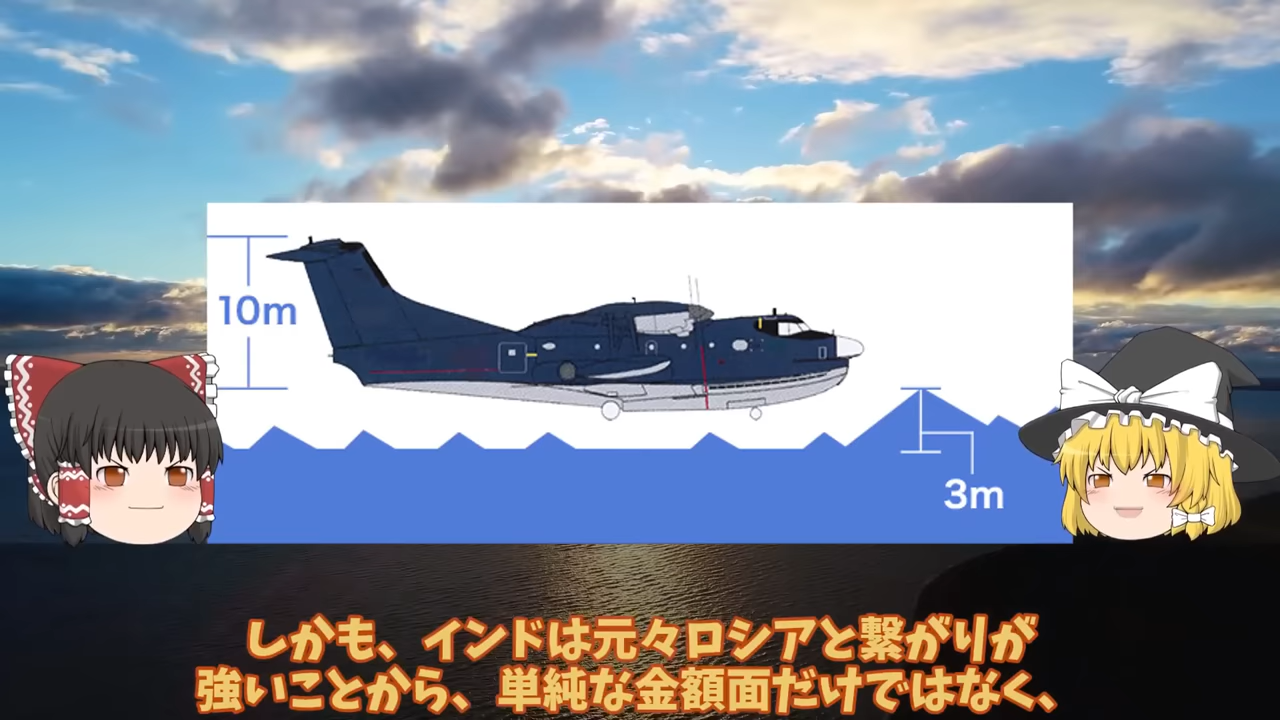 10m
3m
しかも、インドは元々ロシアと繋がりが
強いことから、単純な金額面だけではなく、